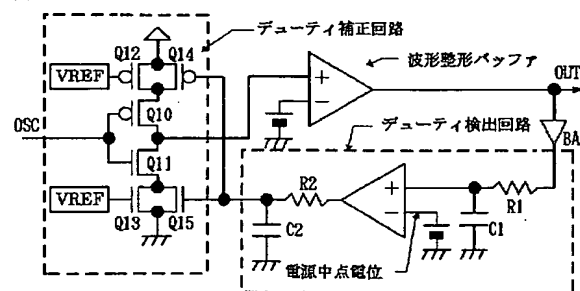 デューティ補正回路
Q12
Q14
VREF
波形整形バッファ
OUT
Q10
OSC
デューティ検出回路
Q11
BA
VREF
R2
R1
Q13
Q15
C2
C1
電源中点電位